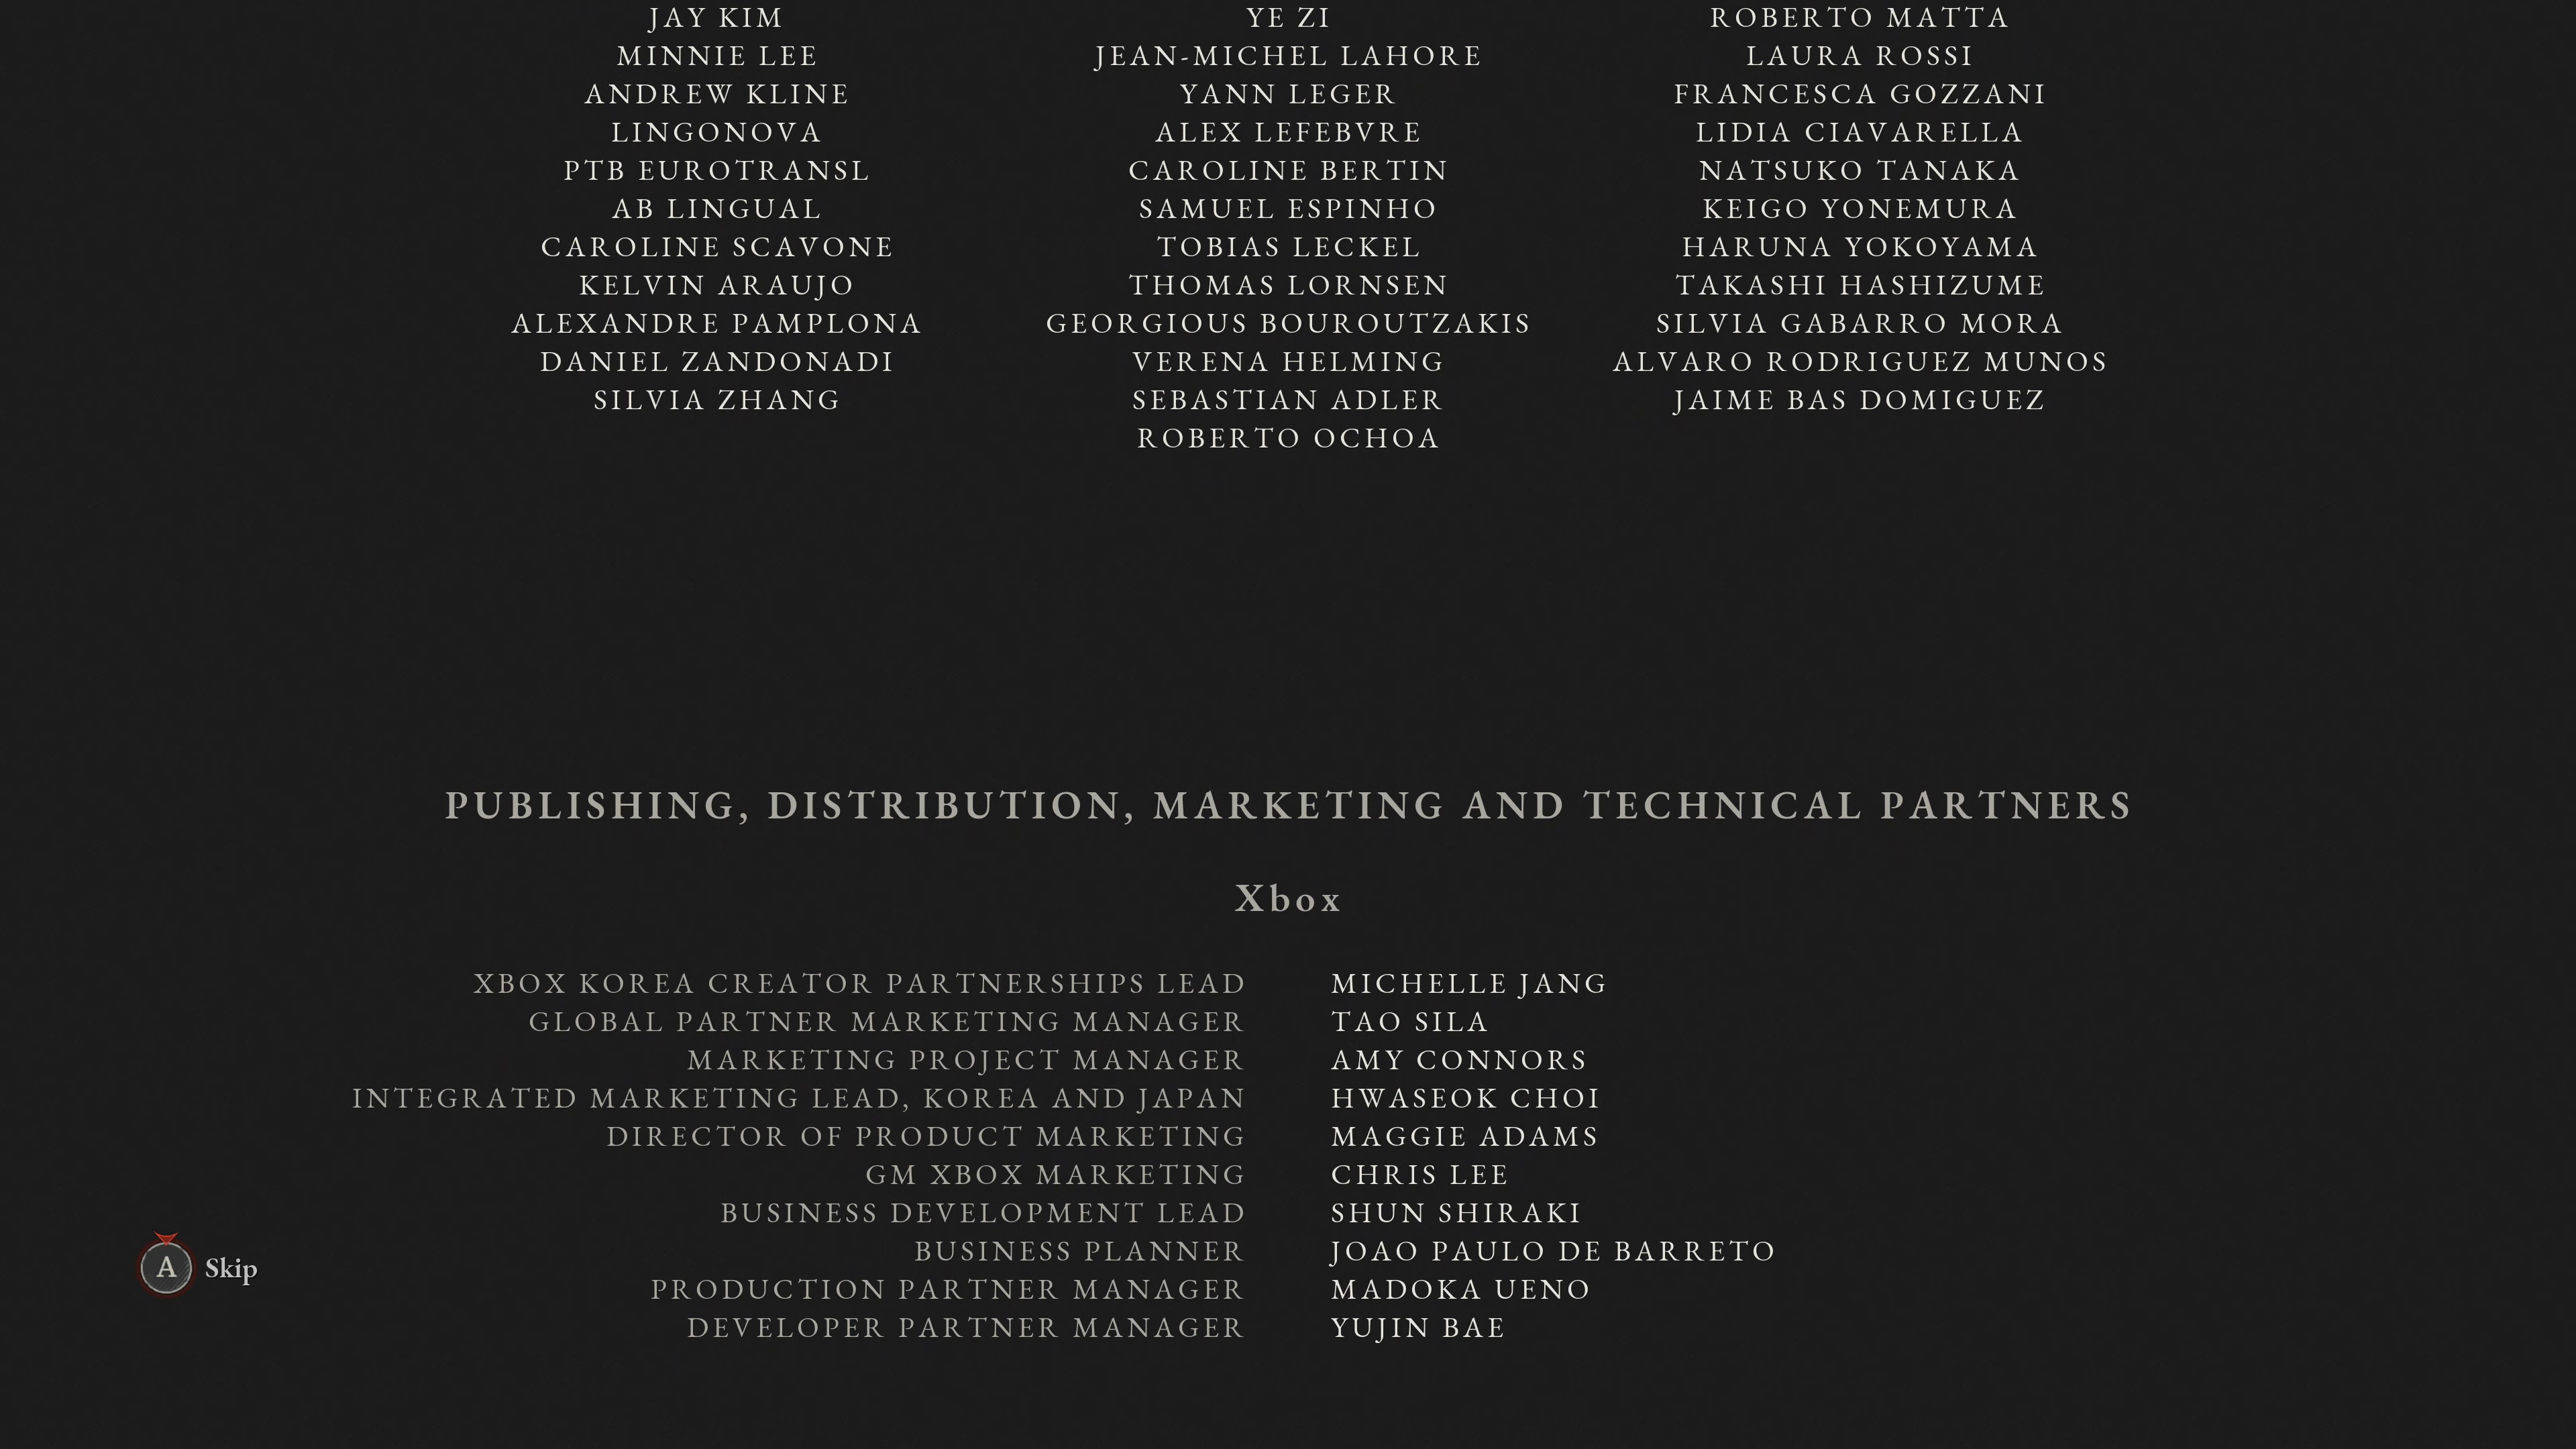 JAY KIM
MINNIE LEE
ANDREW KLINE
LINGONOVA
PTB EUROTRANSL
AB LINGUAL
CAROLINE SCAVONE
KELVIN ARAUJO
ALEXANDRE PAMPLONA
DANIEL ZANDONADI
SILVIA ZHANG
YE ZI
JEAN-MICHEL LAHORE
YANN LEGER
ALEX LEFEBVRE
CAROLINE BERTIN
SAMUEL ESPINHO
TOBIAS LECKEL
THOMAS LORNSEN
GEORGIOUS BOUROUTZAKIS
VERENA HELMING
SEBASTIAN ADLER
ROBERTO OCHOA
ROBERTO MATTA
LAURA ROSSI
FRANCESCA GOZZANI
LIDIA CIAVARELLA
NATSUKO TANAKA
KEIGO YONEMURA
HARUNA YOKOYAMA
TAKASHI HASHIZUME
SILVIA GABARRO MORA
ALVARO RODRIGUEZ MUNOS
JAIME BAS DOMIGUEZ
PUBLISHING, DISTRIBUTION, MARKETING AND TECHNICAL PARTNERS
Xbox
XBOX KOREA CREATOR PARTNERSHIPS LEAD MICHELLE JANG
GLOBAL PARTNER MARKETING MANAGER TAO SILA
MARKETING PROJECT MANAGER AMY CONNORS
INTEGRATED MARKETING LEAD, KOREA AND JAPAN HWASEOK CHOI
DIRECTOR OF PRODUCT MARKETING MAGGIE ADAMS
GM XBOX MARKETING CHRIS LEE
BUSINESS DEVELOPMENT LEAD SHUN SHIRAKI
BUSINESS PLANNER JOAO PAULO DE BARRETO
PRODUCTION PARTNER MANAGER MADOKA UENO
DEVELOPER PARTNER MANAGER YUJIN BAE
A Skip